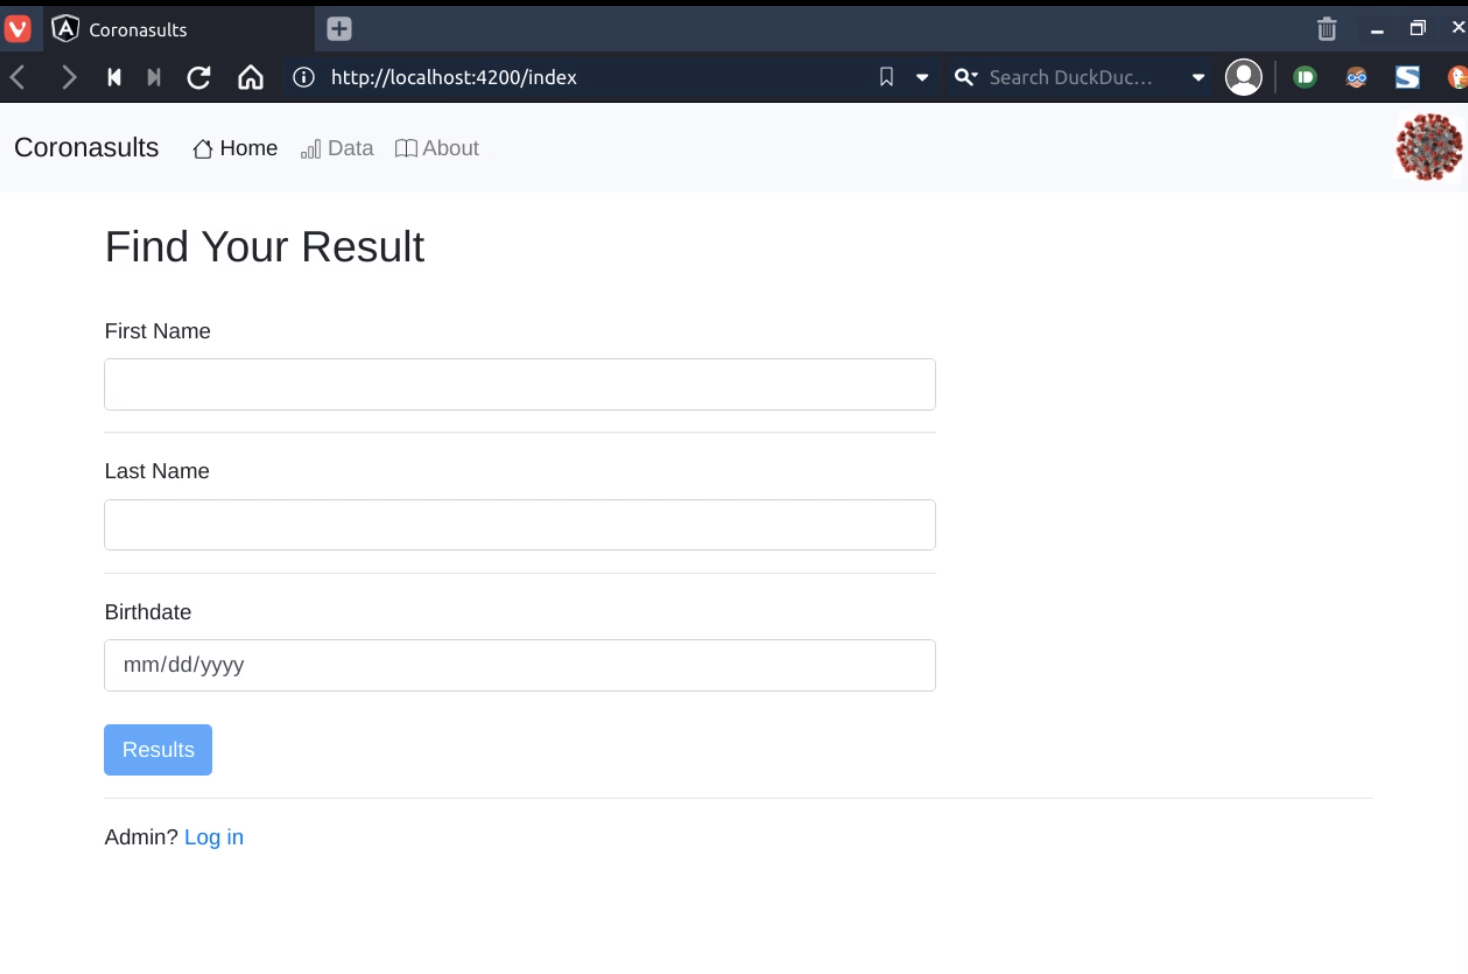 Coronasults
http://localhost:4200/index
Search DuckDuc...
Coronasults Home Data About
Find Your Result
First Name
Last Name
Birthdate
mm/dd/yyyy
Results
Admin? Log in